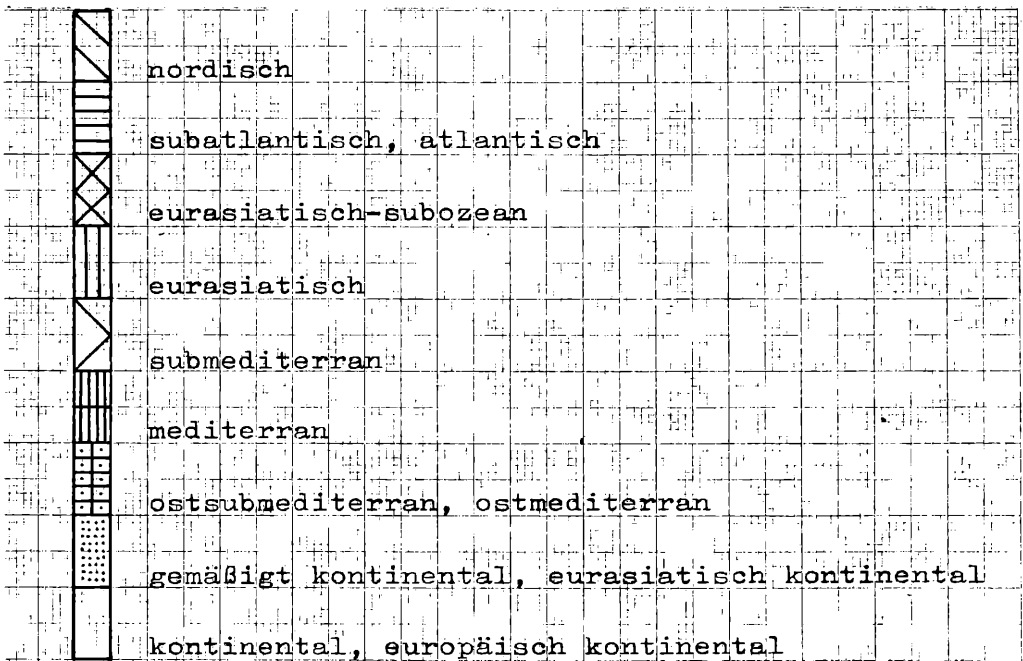 nordisch
subatlantisch, atlantisch
eurasiatisch-subozean
eurasiatisch
submediterran
mediterran
ostsubmediterran, ostmediterran
gemäßigt kontinental, eurasiatisch kontinental
kontinental, europäisch kontinental